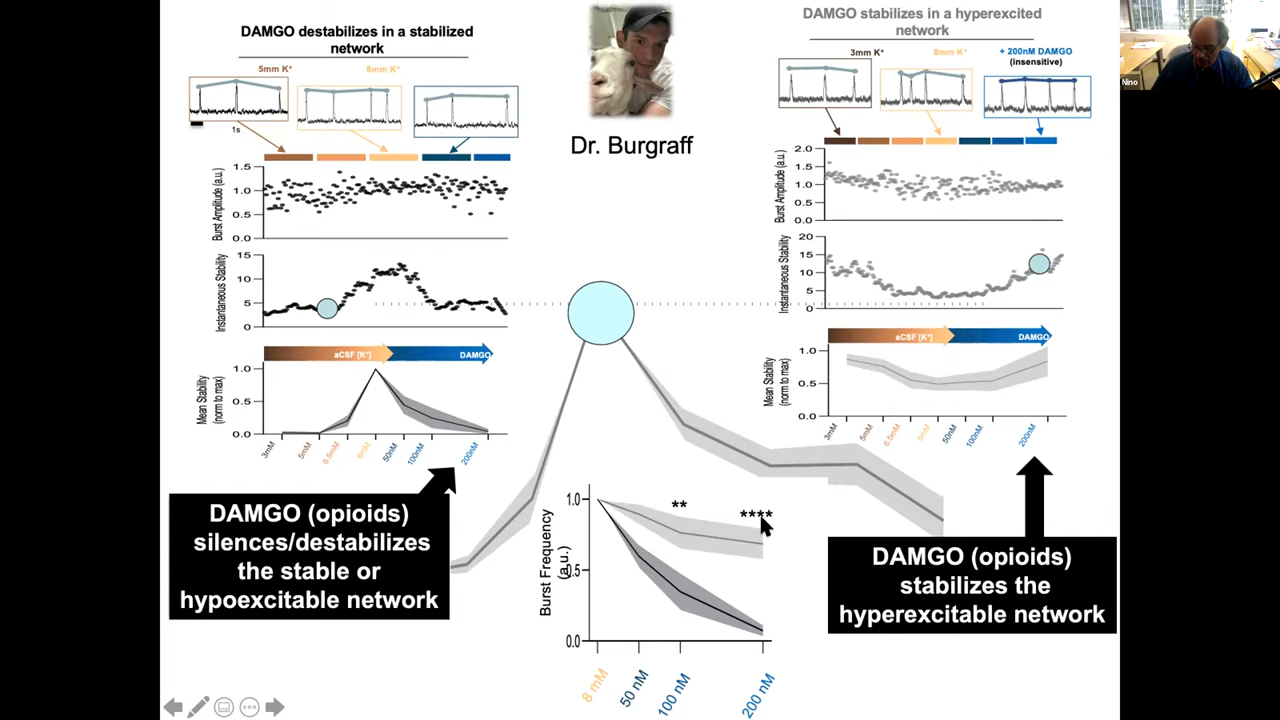 DAMGO destabilizes in a stabilized
network
5mm K⁺
8mm K⁺
1s
Burst Amplitude (a.u.)
1.5
1.0
0.5
0.0
Instantaneous Stability
15
10
5
0
aCSF [K⁺]
DAMGO
Mean Stability
(norm to max)
1.0
0.5
0.0
3mM
5mM
6.5mM
8mM
50nM
100nM
200nM
DAMGO (opioids)
silences/destabilizes
the stable or
hypoexcitable network
Dr. Burgraff
Burst Frequency
(a.u.)
1.0
0.5
0.0
**
****
8 mM
50 nM
100 nM
200 nM
DAMGO stabilizes in a hyperexcited
network
3mm K⁺
8mm K⁺
+ 200nM DAMGO
(insensitive)
Burst Amplitude (a.u.)
2.0
1.5
1.0
0.5
0.0
Instantaneous Stability
20
15
10
5
0
aCSF [K⁺]
DAMGO
Mean Stability
(norm to max)
1.0
0.5
0.0
3mM
5mM
6.5mM
8mM
50nM
100nM
200nM
DAMGO (opioids)
stabilizes the
hyperexcitable network
Nino